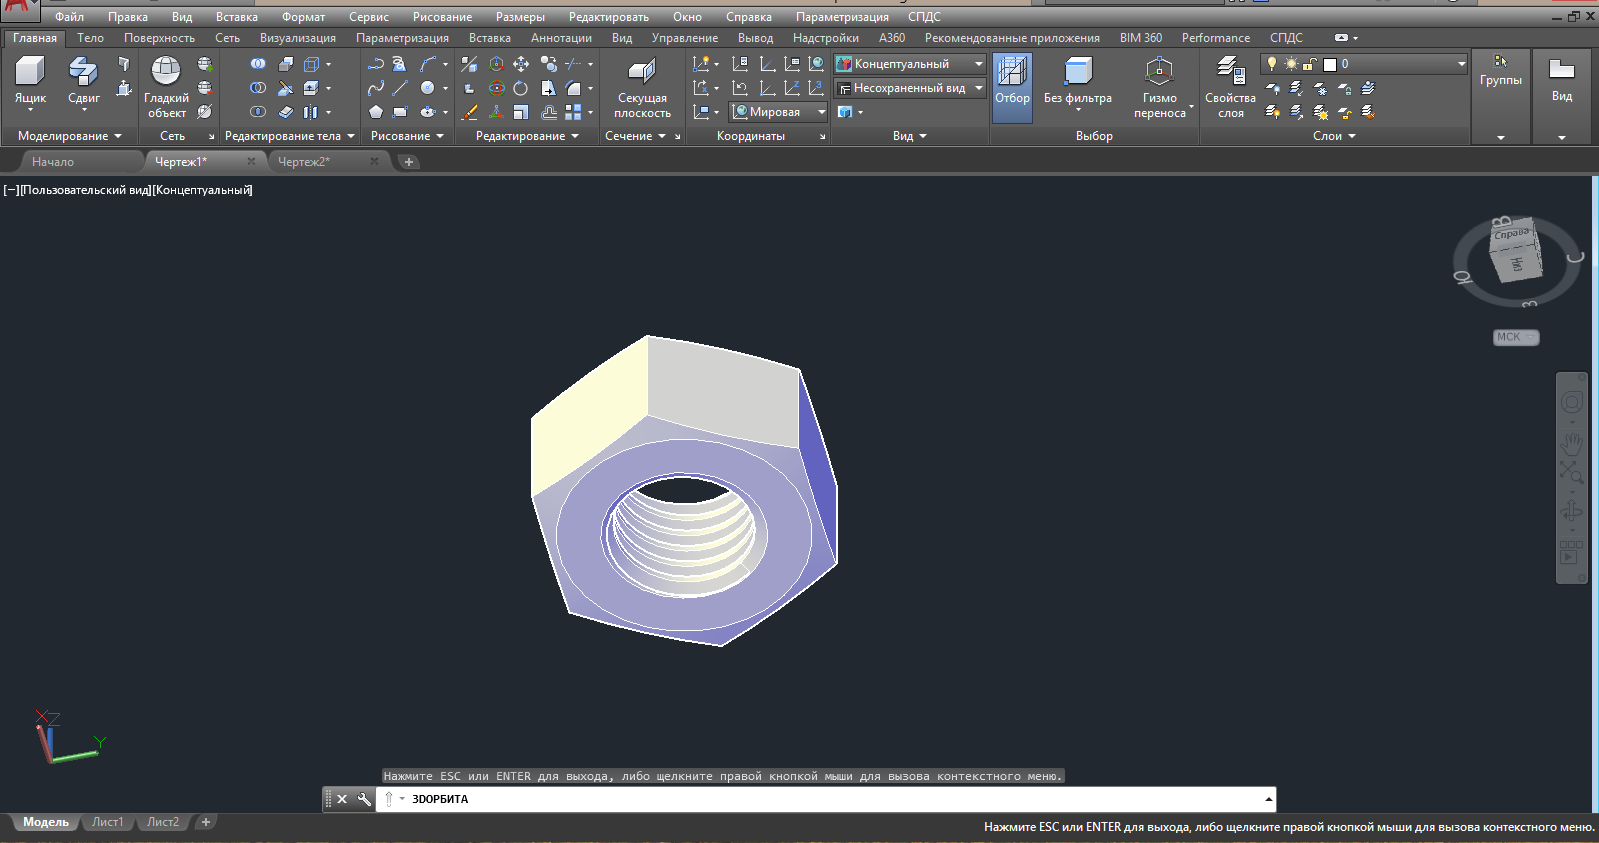 Файл Правка Вид Вставка Формат Сервис Рисование Размеры Редактировать Окно Справка Параметризация СПДС
Главная Тело Поверхность Сеть Визуализация Параметризация Вставка Аннотации Вид Управление Вывод Надстройки A360 Рекомендованные приложения BIM 360 Performance СПДС
Ящик Сдвиг Гладкий объект Секущая плоскость Концептуальный Несохраненный вид Мировая Отбор Без фильтра Гизмо переноса Свойства слоя 0 Группы Вид
Моделирование Сеть Редактирование тела Рисование Редактирование Сечение Координаты Вид Выбор Слои
Начало Чертеж1* Чертеж2*
[−][Пользовательский вид][Концептуальный]
В
Справа
Низ
С
Ю
З
МСК
X Z
Y
Нажмите ESC или ENTER для выхода, либо щелкните правой кнопкой мыши для вызова контекстного меню.
3DОРБИТА
Модель Лист1 Лист2
Нажмите ESC или ENTER для выхода, либо щелкните правой кнопкой мыши для вызова контекстного меню.